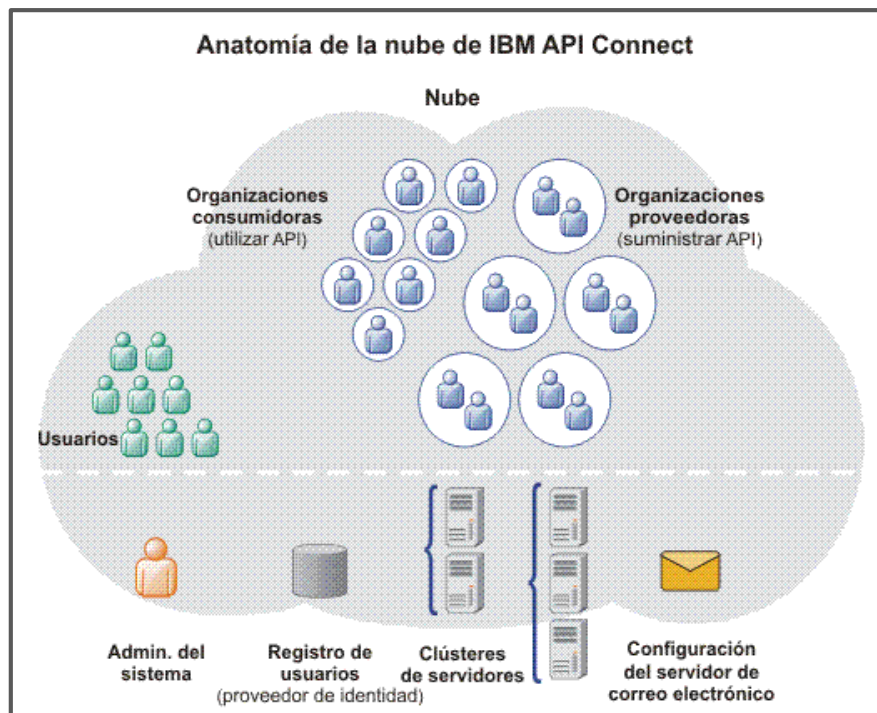 Anatomía de la nube de IBM API Connect
Nube
Organizaciones
consumidoras
(utilizar API)
Organizaciones
proveedoras
(suministrar API)
Usuarios
Admin. del
sistema
Registro de
usuarios
(proveedor de identidad)
Clústeres
de servidores
Configuración
del servidor de
correo electrónico